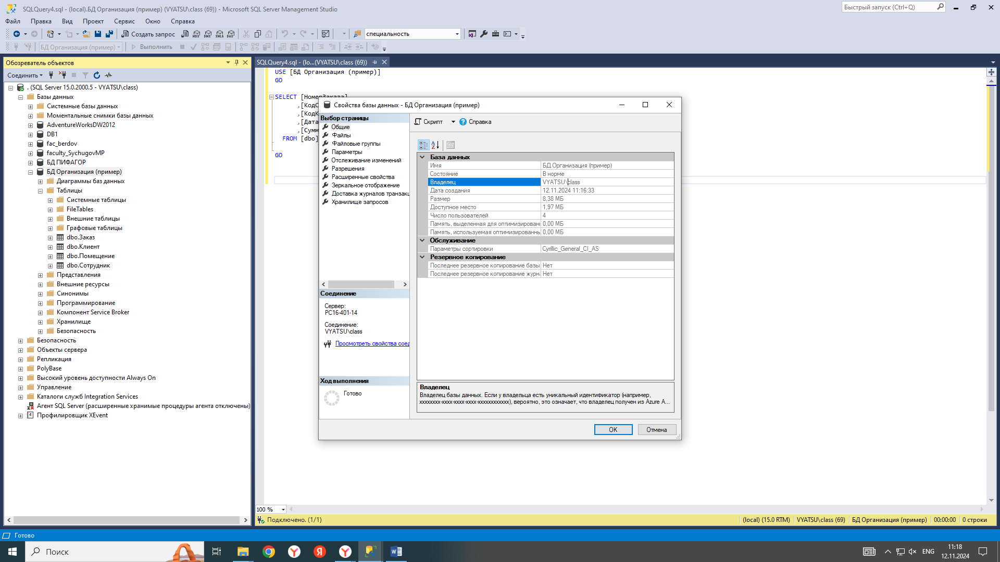 SQLQuery4.sql - (local).БД Организация (пример) (VYATSU\class (69)) - Microsoft SQL Server Management Studio
Быстрый запуск (Ctrl+Q)
Файл Правка Вид Проект Сервис Окно Справка
Создать запрос MDX DMX XMLA DAX специальность
БД Организация (пример) Выполнить
Обозреватель объектов
Соединить
. (SQL Server 15.0.2000.5 - VYATSU\class)
Базы данных
Системные базы данных
Моментальные снимки базы данных
AdventureWorksDW2012
DB1
fac_berdov
faculty_SychugovMP
БД ПИФАГОР
БД Организация (пример)
Диаграммы баз данных
Таблицы
Системные таблицы
FileTables
Внешние таблицы
Графовые таблицы
dbo.Заказ
dbo.Клиент
dbo.Помещение
dbo.Сотрудник
Представления
Внешние ресурсы
Синонимы
Программирование
Компонент Service Broker
Хранилище
Безопасность
Безопасность
Объекты сервера
Репликация
PolyBase
Высокий уровень доступности Always On
Управление
Каталоги служб Integration Services
Агент SQL Server (расширенные хранимые процедуры агента отключены)
Профилировщик XEvent
SQLQuery4.sql - (lo...(VYATSU\class (69))
USE [БД Организация (пример)]
GO
SELECT [НомерЗаказа]
,[КодС
,[КодК
,[Дата
,[Сумм
FROM [dbo]
GO
Свойства базы данных - БД Организация (пример)
Выбор страницы
Общие
Файлы
Файловые группы
Параметры
Отслеживание изменений
Разрешения
Расширенные свойства
Зеркальное отображение
Доставка журналов транзакц
Хранилище запросов
Соединение
Сервер:
PC16-401-14
Соединение:
VYATSU\class
Просмотреть свойства соед
Ход выполнения
Готово
Скрипт Справка
База данных
Имя БД Организация (пример)
Состояние В норме
Владелец VYATSU\class
Дата создания 12.11.2024 11:16:33
Размер 8,38 МБ
Доступное место 1,97 МБ
Число пользователей 4
Память, выделенная для оптимизировани 0,00 МБ
Память, используемая оптимизированны 0,00 МБ
Обслуживание
Параметры сортировки Cyrillic_General_CI_AS
Резервное копирование
Последнее резервное копирование базы Нет
Последнее резервное копирование журна Нет
Владелец
Владелец базы данных. Если у владельца есть уникальный идентификатор (например,
xxxxxxxx-xxxx-xxxx-xxxx-xxxxxxxxxxxx), вероятно, это означает, что владелец получен из Azure A...
OK Отмена
100 %
Подключено. (1/1) (local) (15.0 RTM) VYATSU\class (69) БД Организация (пример) 00:00:00 0 строки
Готово
Поиск
ENG
11:18
12.11.2024